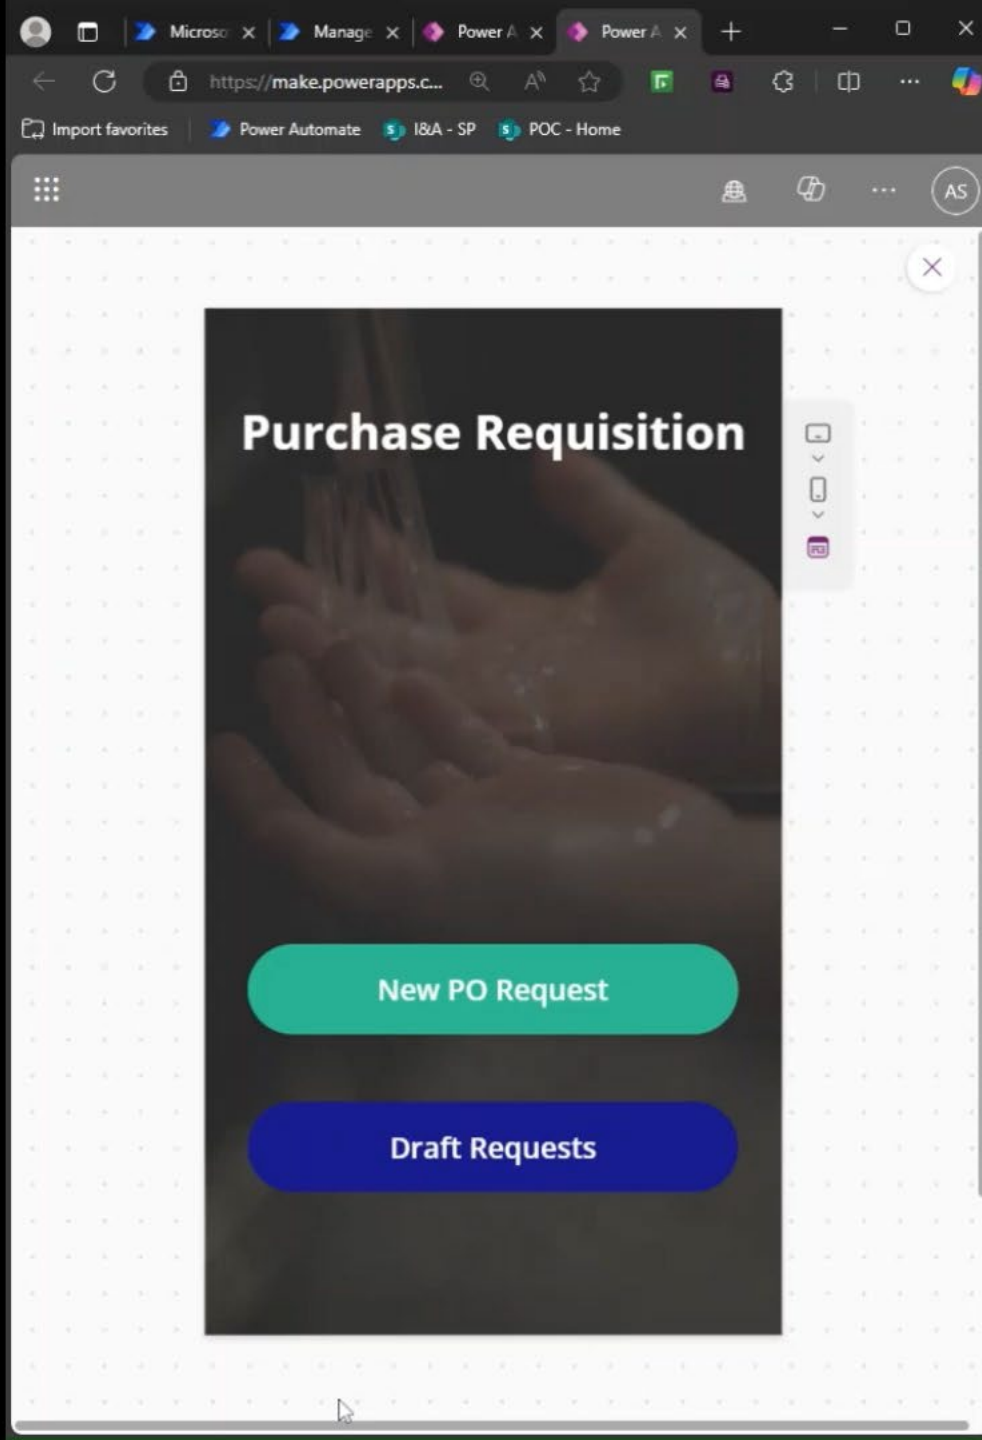 Microso
Manage
Power A
Power A
https://make.powerapps.c...
Import favorites
Power Automate
I&A - SP
POC - Home
AS
Purchase Requisition
New PO Request
Draft Requests